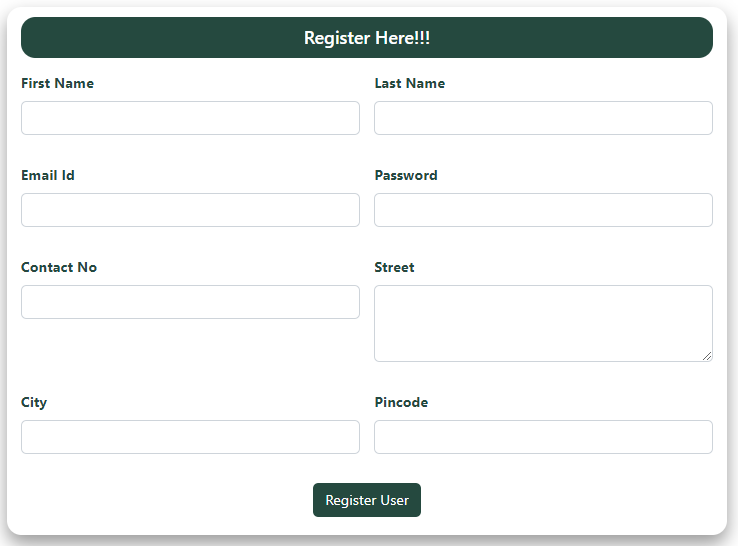 Register Here!!!
First Name
Last Name
Email Id
Password
Contact No
Street
City
Pincode
Register User